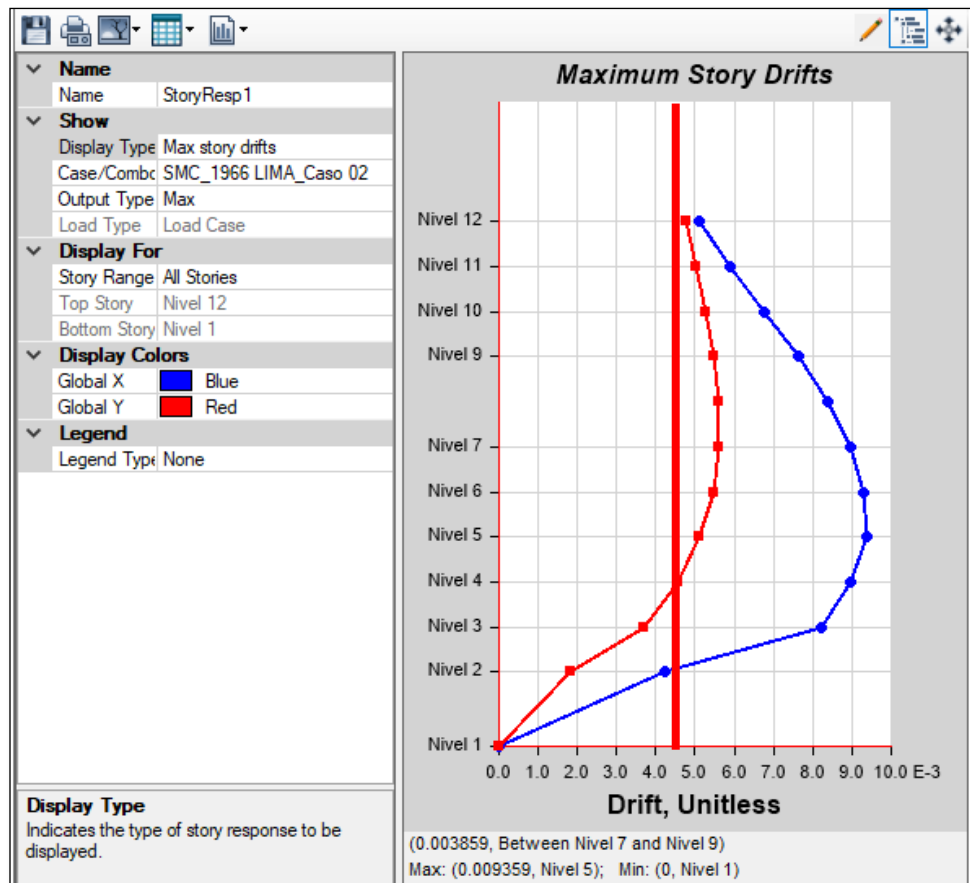 Name
Name StoryResp1
Show
Display Type Max story drifts
Case/Combo SMC_1966 LIMA_Caso 02
Output Type Max
Load Type Load Case
Display For
Story Range All Stories
Top Story Nivel 12
Bottom Story Nivel 1
Display Colors
Global X Blue
Global Y Red
Legend
Legend Type None
Display Type
Indicates the type of story response to be
displayed.
Maximum Story Drifts
Nivel 12
Nivel 11
Nivel 10
Nivel 9
Nivel 7
Nivel 6
Nivel 5
Nivel 4
Nivel 3
Nivel 2
Nivel 1
0.0 1.0 2.0 3.0 4.0 5.0 6.0 7.0 8.0 9.0 10.0 E-3
Drift, Unitless
(0.003859, Between Nivel 7 and Nivel 9)
Max: (0.009359, Nivel 5); Min: (0, Nivel 1)